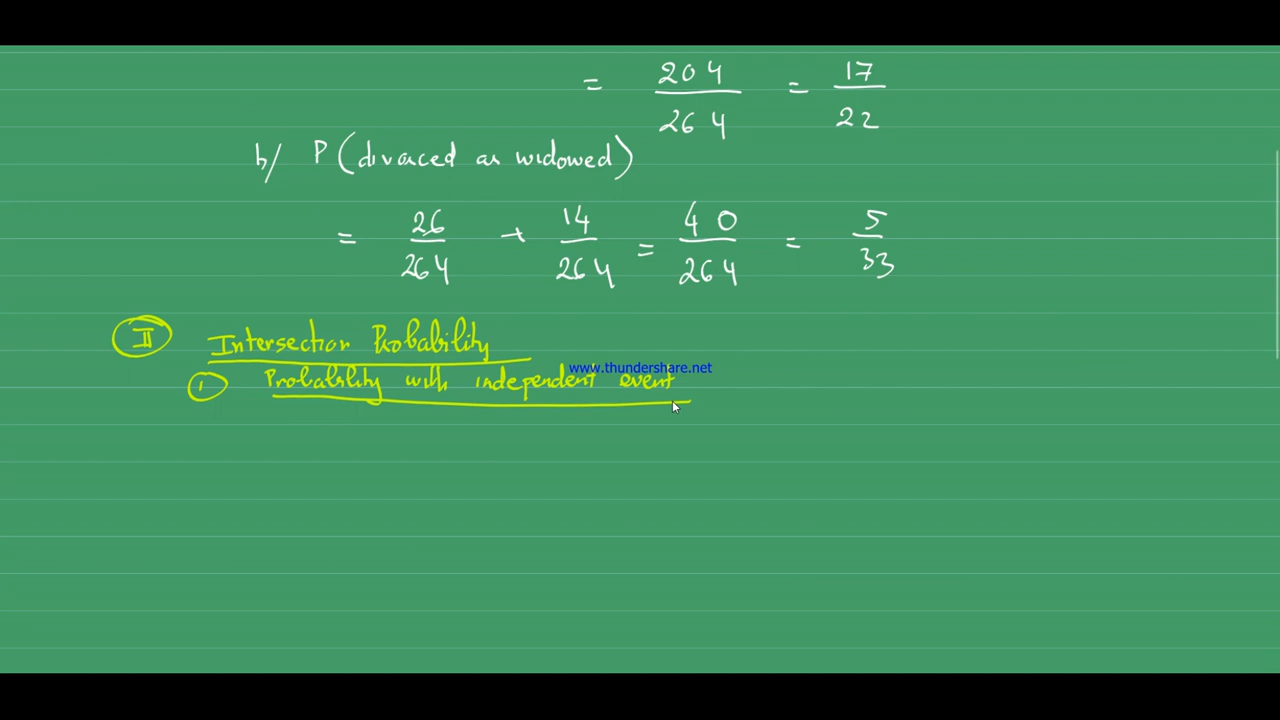 = 204/264 = 17/22
b/ P (divorced or widowed)
= 26/264 + 14/264 = 40/264 = 5/33
II Intersection Probability
www.thundershare.net
1 Probability with independent event